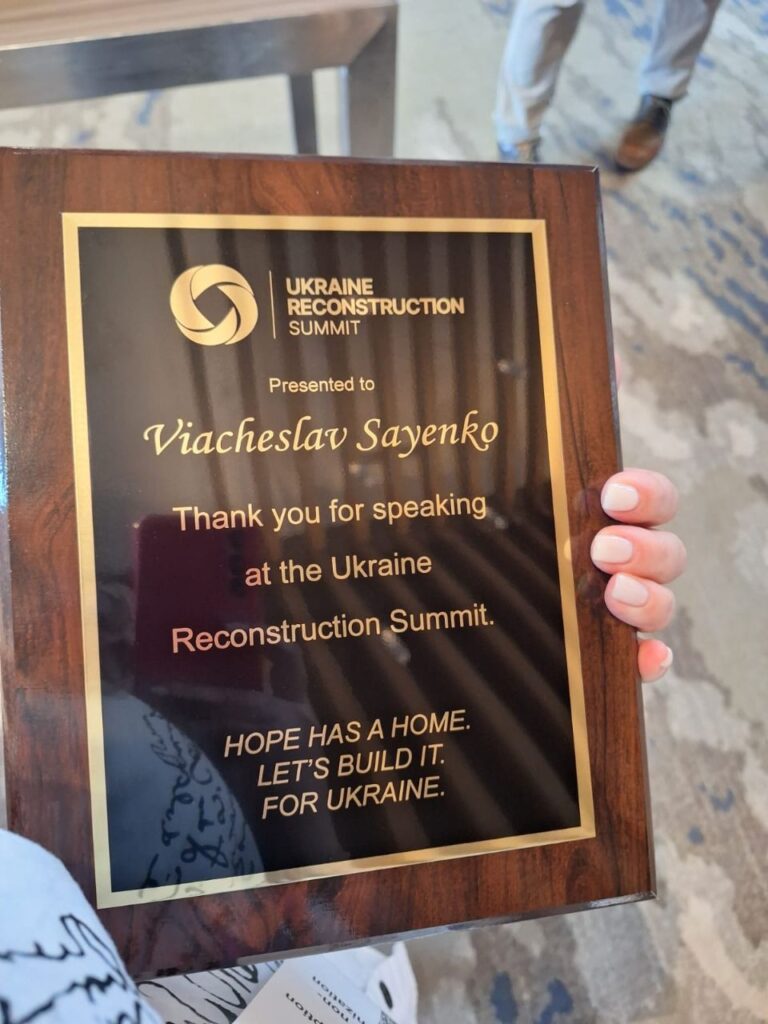 UKRAINE
RECONSTRUCTION
SUMMIT
Presented to
Viacheslav Sayenko
Thank you for speaking
at the Ukraine
Reconstruction Summit.
HOPE HAS A HOME.
LET'S BUILD IT.
FOR UKRAINE.